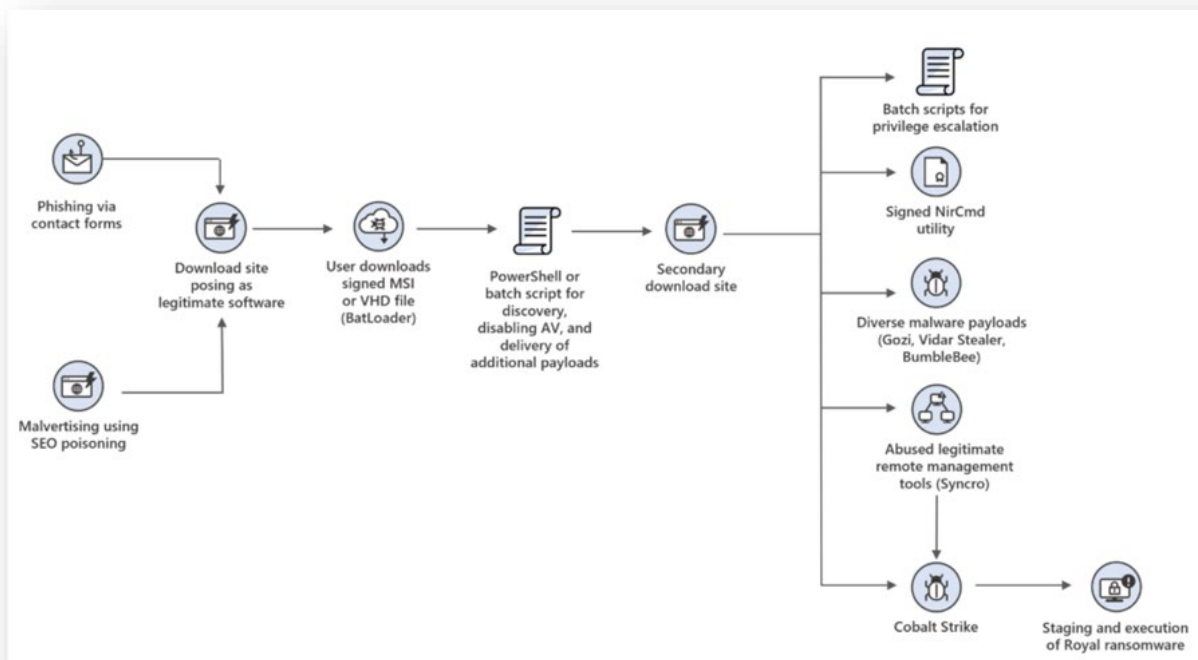 Phishing via
contact forms
Malvertising using
SEO poisoning
Download site
posing as
legitimate software
User downloads
signed MSI
or VHD file
(BatLoader)
PowerShell or
batch script for
discovery,
disabling AV, and
delivery of
additional payloads
Secondary
download site
Batch scripts for
privilege escalation
Signed NirCmd
utility
Diverse malware payloads
(Gozi, Vidar Stealer,
BumbleBee)
Abused legitimate
remote management
tools (Syncro)
Cobalt Strike
Staging and execution
of Royal ransomware